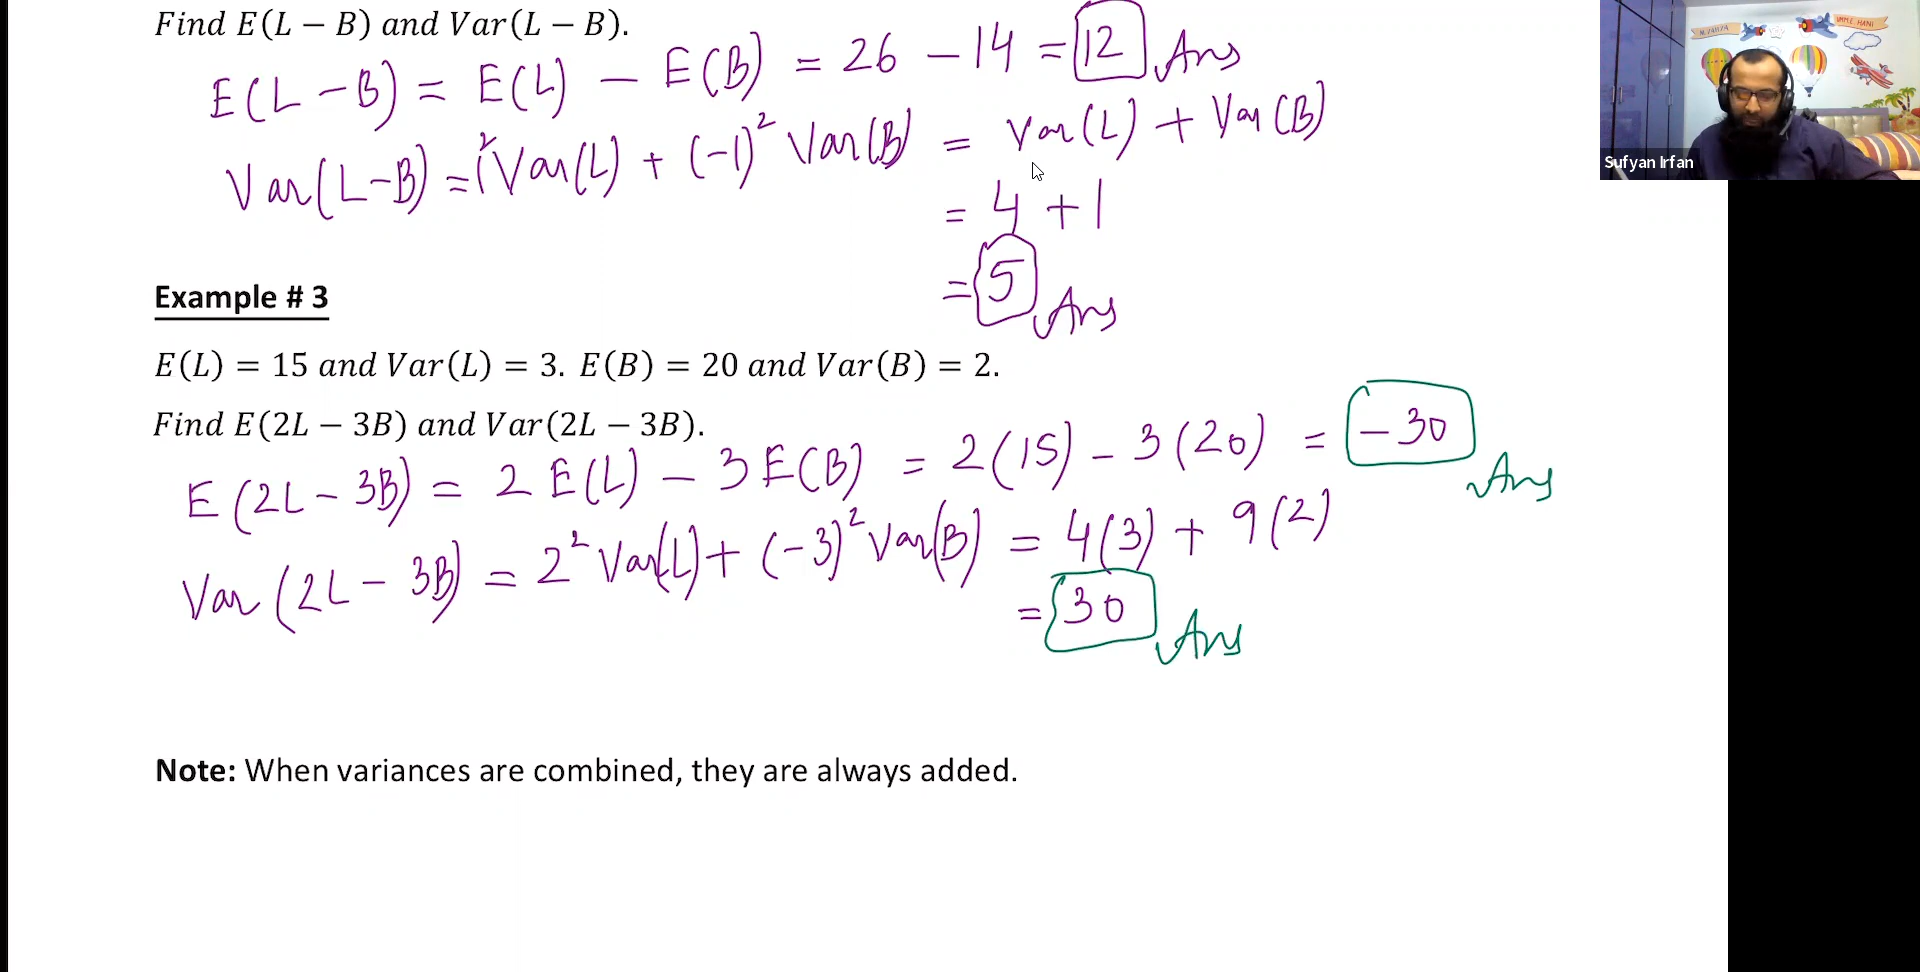 Find E(L − B) and Var(L − B).
E(L − B) = E(L) − E(B) = 26 − 14 = 12 Ans
Var(L−B) = 1² Var(L) + (−1)² Var(B) = Var(L) + Var(B)
= 4 + 1
= 5 Ans
Example # 3
E(L) = 15 and Var(L) = 3. E(B) = 20 and Var(B) = 2.
Find E(2L − 3B) and Var(2L − 3B).
E(2L − 3B) = 2 E(L) − 3 E(B) = 2(15) − 3(20) = −30 Ans
Var(2L − 3B) = 2² Var(L) + (−3)² Var(B) = 4(3) + 9(2)
= 30 Ans
Note: When variances are combined, they are always added.
Sufyan Irfan